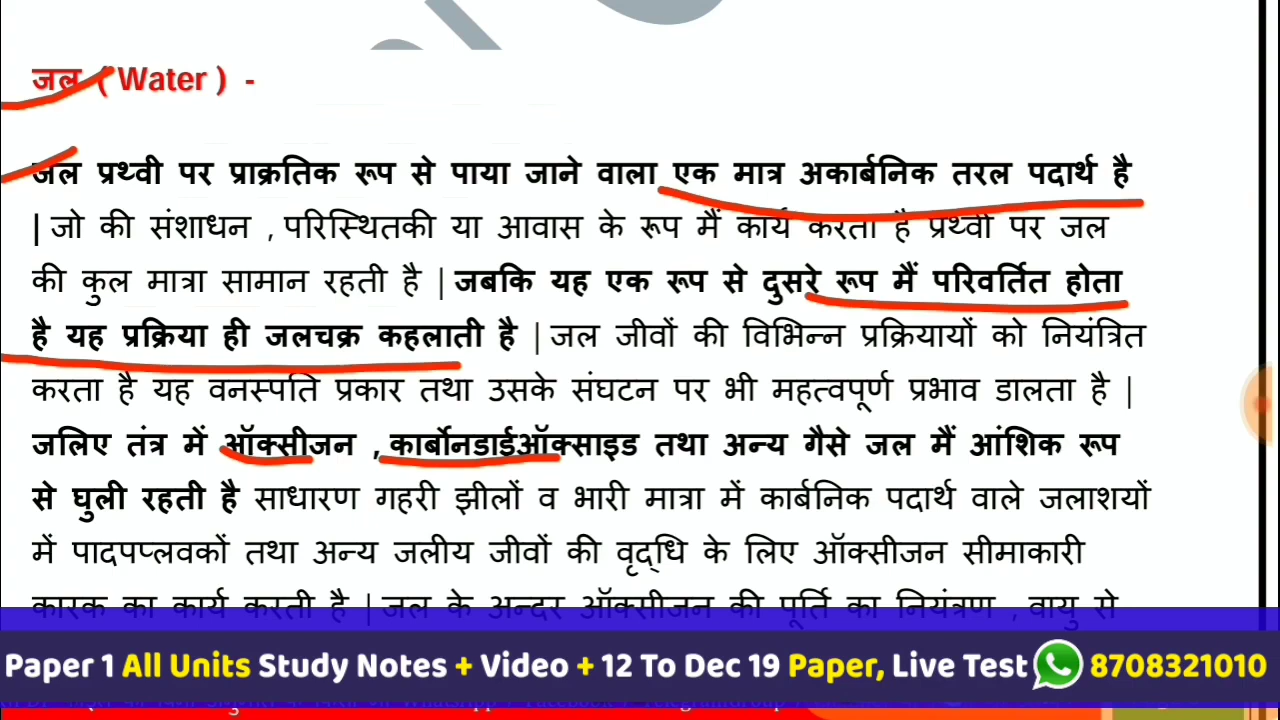 जल ( Water ) -
जल प्रथ्वी पर प्राक्रतिक रूप से पाया जाने वाला एक मात्र अकार्बनिक तरल पदार्थ है
| जो की संशाधन , परिस्थितकी या आवास के रूप मैं कार्य करता है प्रथ्वी पर जल
की कुल मात्रा सामान रहती है | जबकि यह एक रूप से दुसरे रूप मैं परिवर्तित होता
है यह प्रक्रिया ही जलचक्र कहलाती है | जल जीवों की विभिन्न प्रक्रियायों को नियंत्रित
करता है यह वनस्पति प्रकार तथा उसके संघटन पर भी महत्वपूर्ण प्रभाव डालता है |
जलिए तंत्र में ऑक्सीजन , कार्बोनडाईऑक्साइड तथा अन्य गैसे जल मैं आंशिक रूप
से घुली रहती है साधारण गहरी झीलों व भारी मात्रा में कार्बनिक पदार्थ वाले जलाशयों
में पादपप्लवकों तथा अन्य जलीय जीवों की वृद्धि के लिए ऑक्सीजन सीमाकारी
कारक का कार्य करती है | जल के अन्दर ऑक्सीजन की पूर्ति का नियंत्रण , वायु से
Paper 1 All Units Study Notes + Video + 12 To Dec 19 Paper, Live Test 8708321010